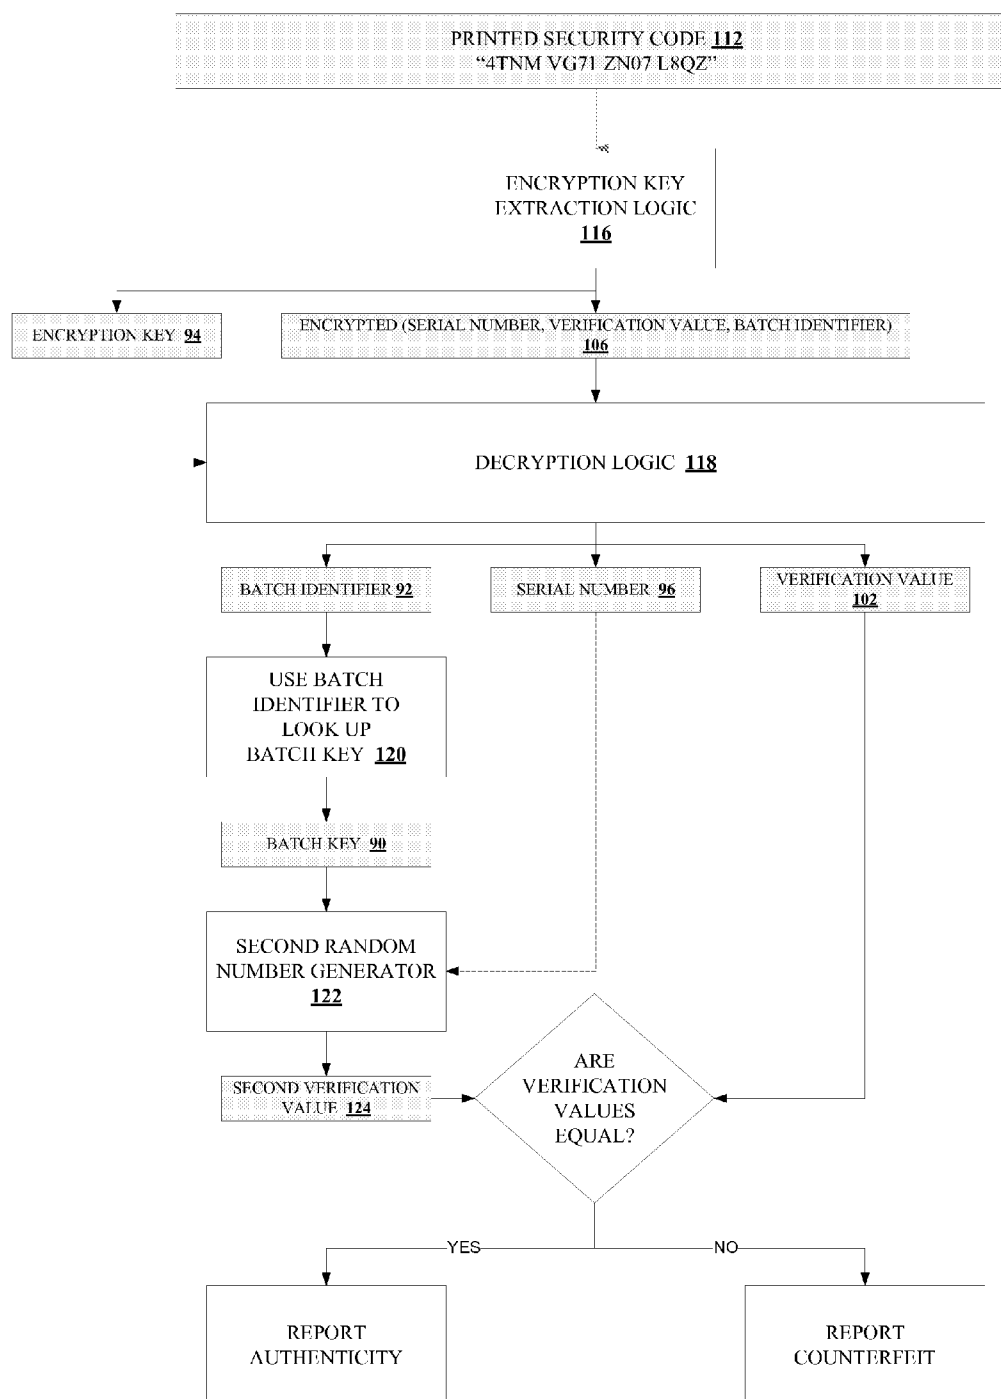 PRINTED SECURITY CODE 112
“4TNM VG71 ZN07 L8QZ”
ENCRYPTION KEY
EXTRACTION LOGIC
116
ENCRYPTION KEY 94
ENCRYPTED (SERIAL NUMBER, VERIFICATION VALUE, BATCH IDENTIFIER)
106
DECRYPTION LOGIC 118
BATCH IDENTIFIER 92
SERIAL NUMBER 96
VERIFICATION VALUE
102
USE BATCH
IDENTIFIER TO
LOOK UP
BATCH KEY 120
BATCH KEY 90
SECOND RANDOM
NUMBER GENERATOR
122
SECOND VERIFICATION
VALUE 124
ARE
VERIFICATION
VALUES
EQUAL?
YES
NO
REPORT
AUTHENTICITY
REPORT
COUNTERFEIT